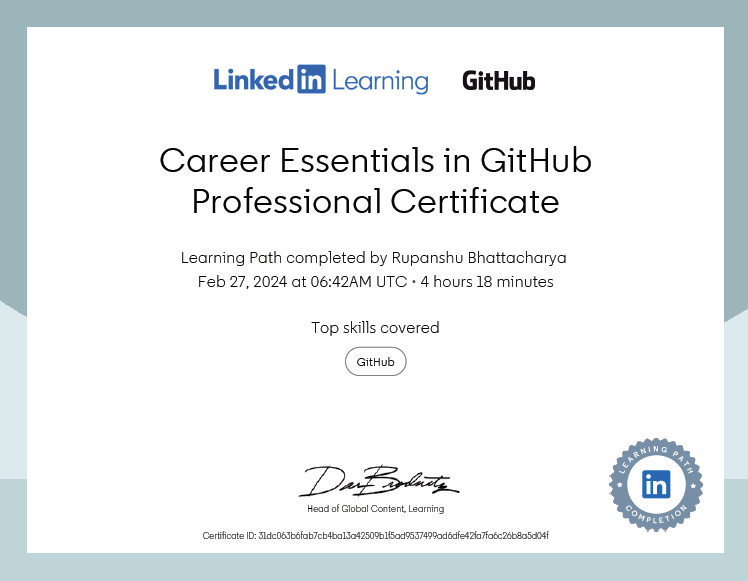 Linked in Learning GitHub
Career Essentials in GitHub
Professional Certificate
Learning Path completed by Rupanshu Bhattacharya
Feb 27, 2024 at 06:42AM UTC • 4 hours 18 minutes
Top skills covered
GitHub
LEARNING PATH
in
COMPLETION
Head of Global Content, Learning
Certificate ID: 31dc063b6fab7cb4ba13a42509b1f5ad9537499ad6dfe42fa7fa6c26b8a5d04f